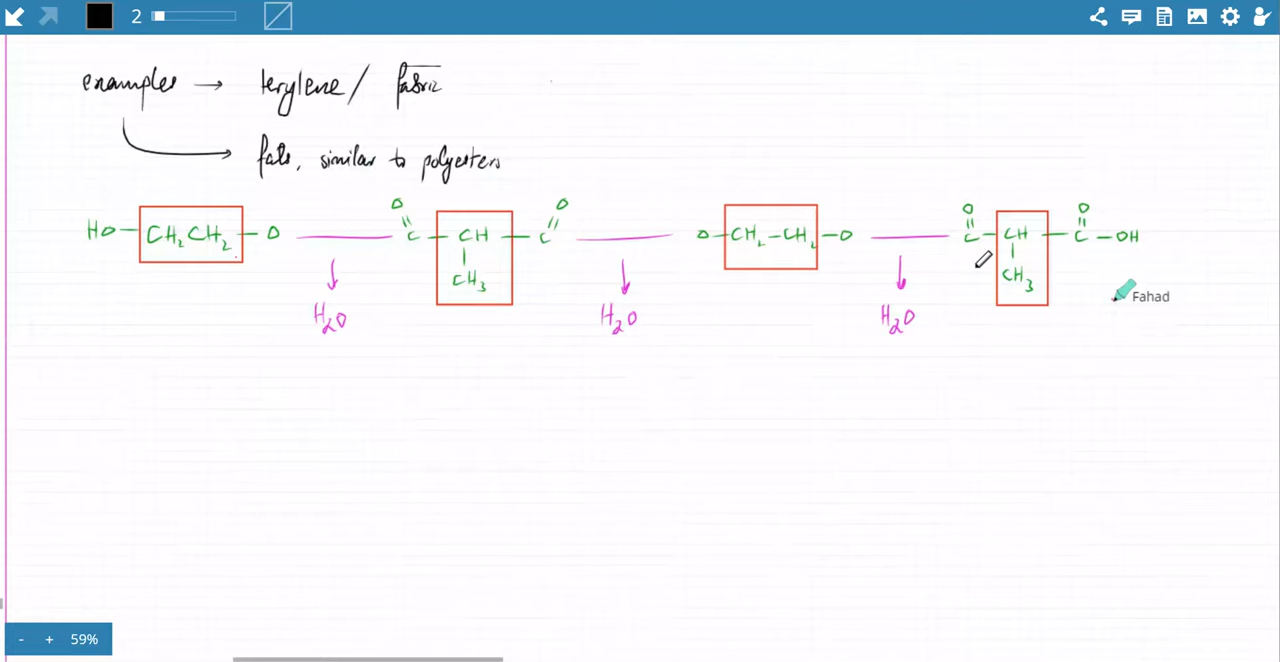 2
examples → terylene / fabric
fats, similar to polyesters
O O O O
HO – CH2CH2 – O — C – CH – C — O – CH2 – CH2 – O — C – CH – C – OH
CH3 CH3
H2O H2O H2O
Fahad
- + 59%